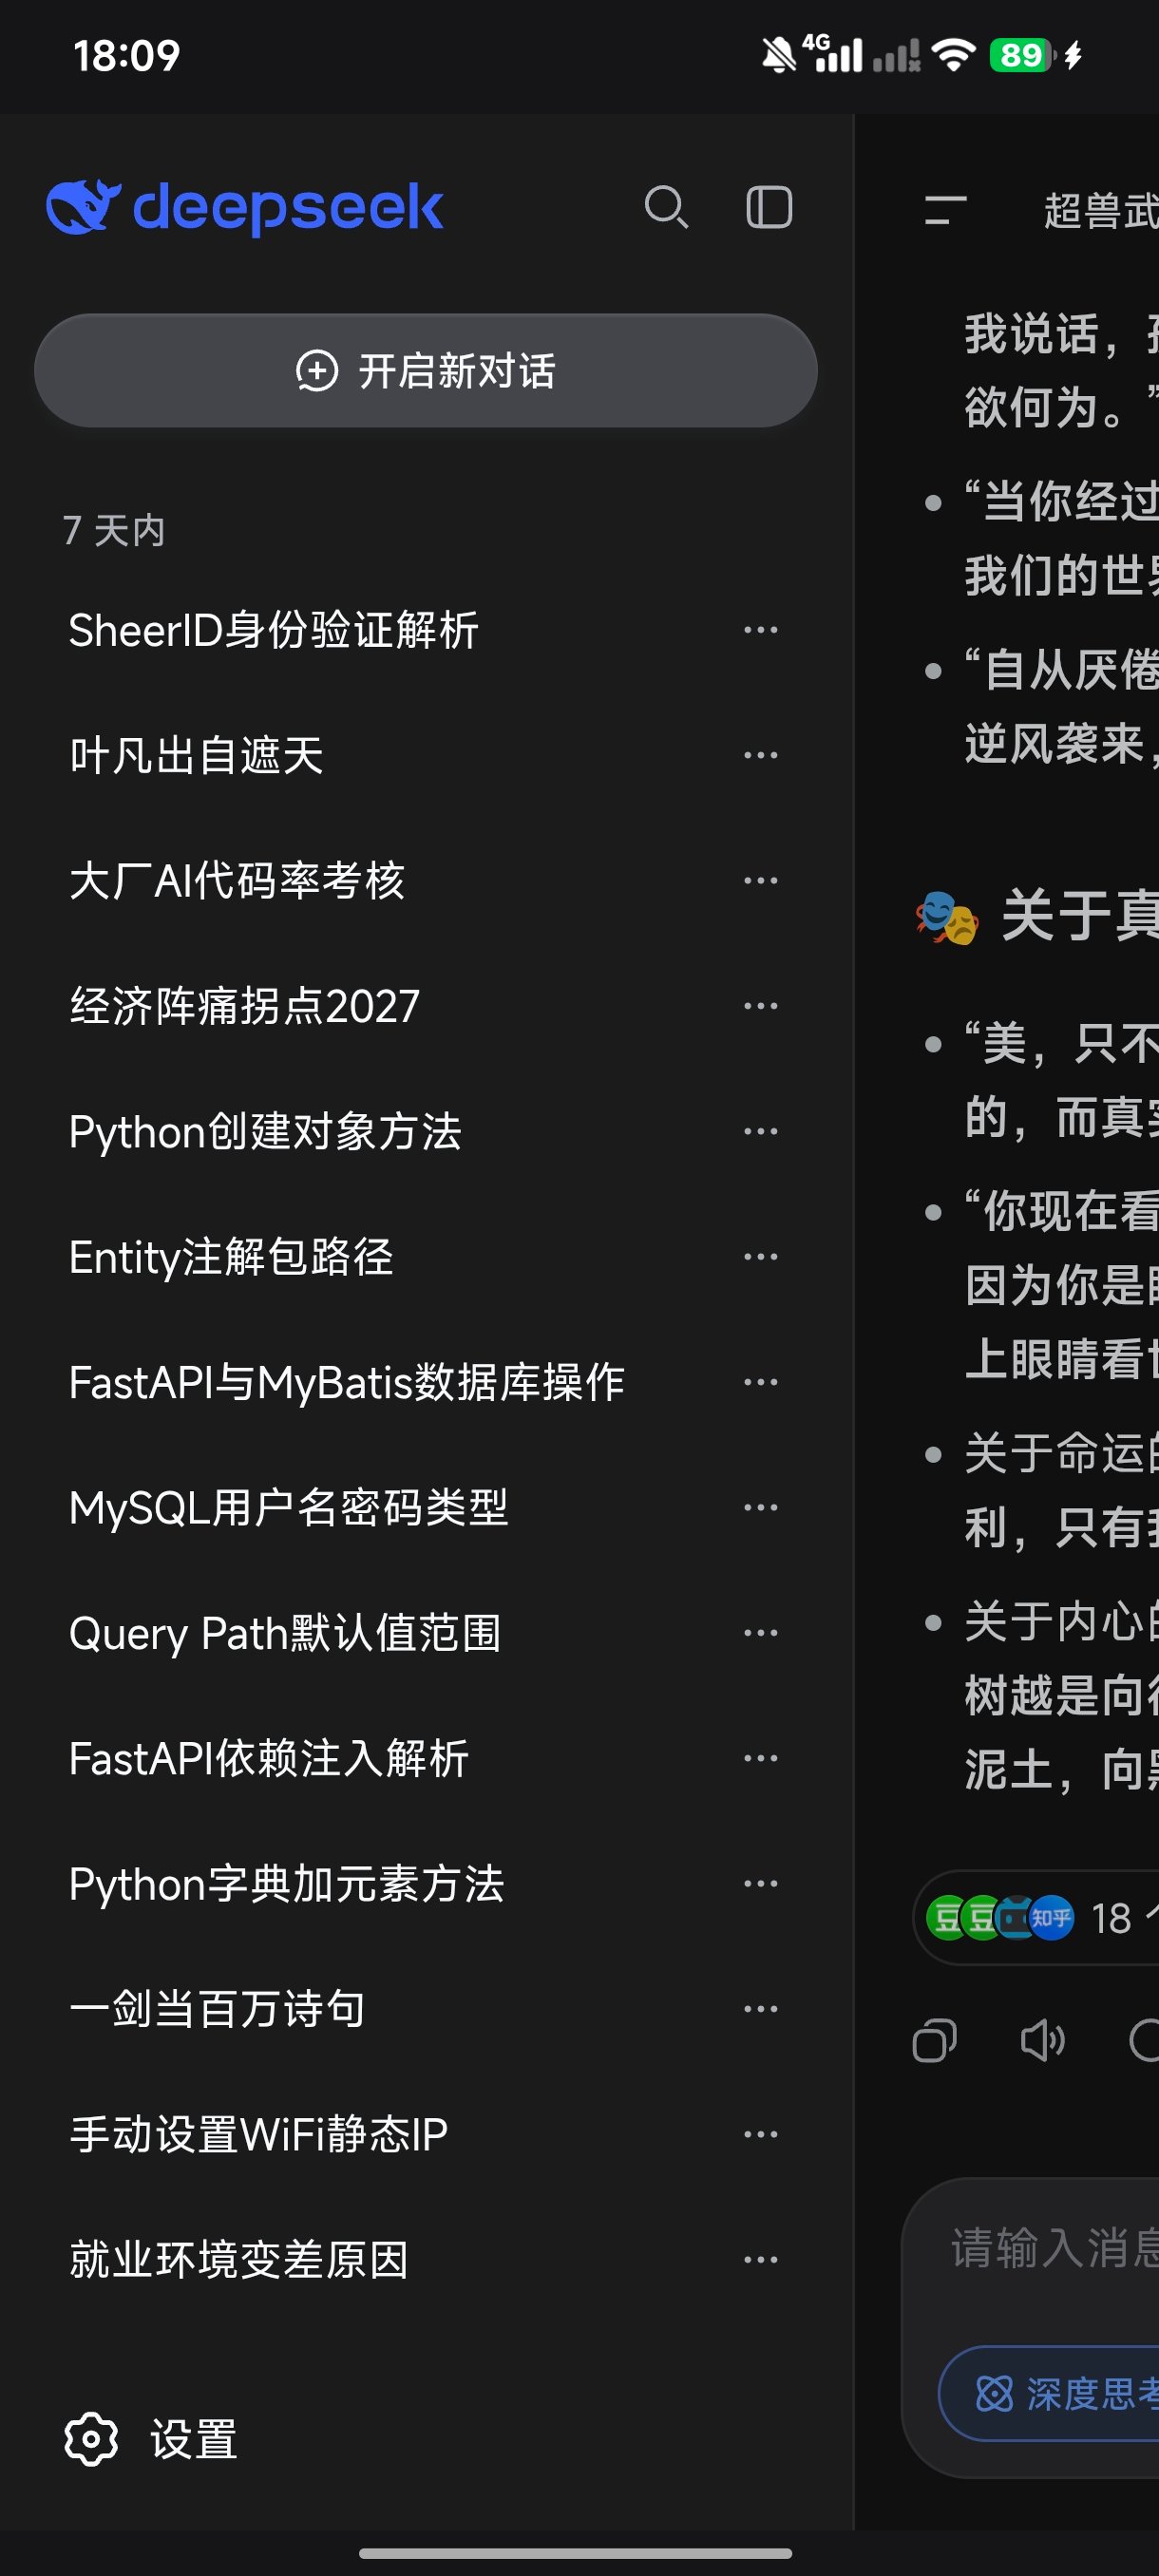 18:09
4G
89
deepseek
开启新对话
7 天内
SheerID身份验证解析
叶凡出自遮天
大厂AI代码率考核
经济阵痛拐点2027
Python创建对象方法
Entity注解包路径
FastAPI与MyBatis数据库操作
MySQL用户名密码类型
Query Path默认值范围
FastAPI依赖注入解析
Python字典加元素方法
一剑当百万诗句
手动设置WiFi静态IP
就业环境变差原因
设置
超兽武
我说话，
欲何为。”
“当你经过
我们的世
“自从厌倦
逆风袭来，
关于真
“美，只不
的，而真
“你现在看
因为你是
上眼睛看
关于命运
利，只有
关于内心
树越是向
泥土，向
豆
豆
知乎
18
请输入消息
深度思考